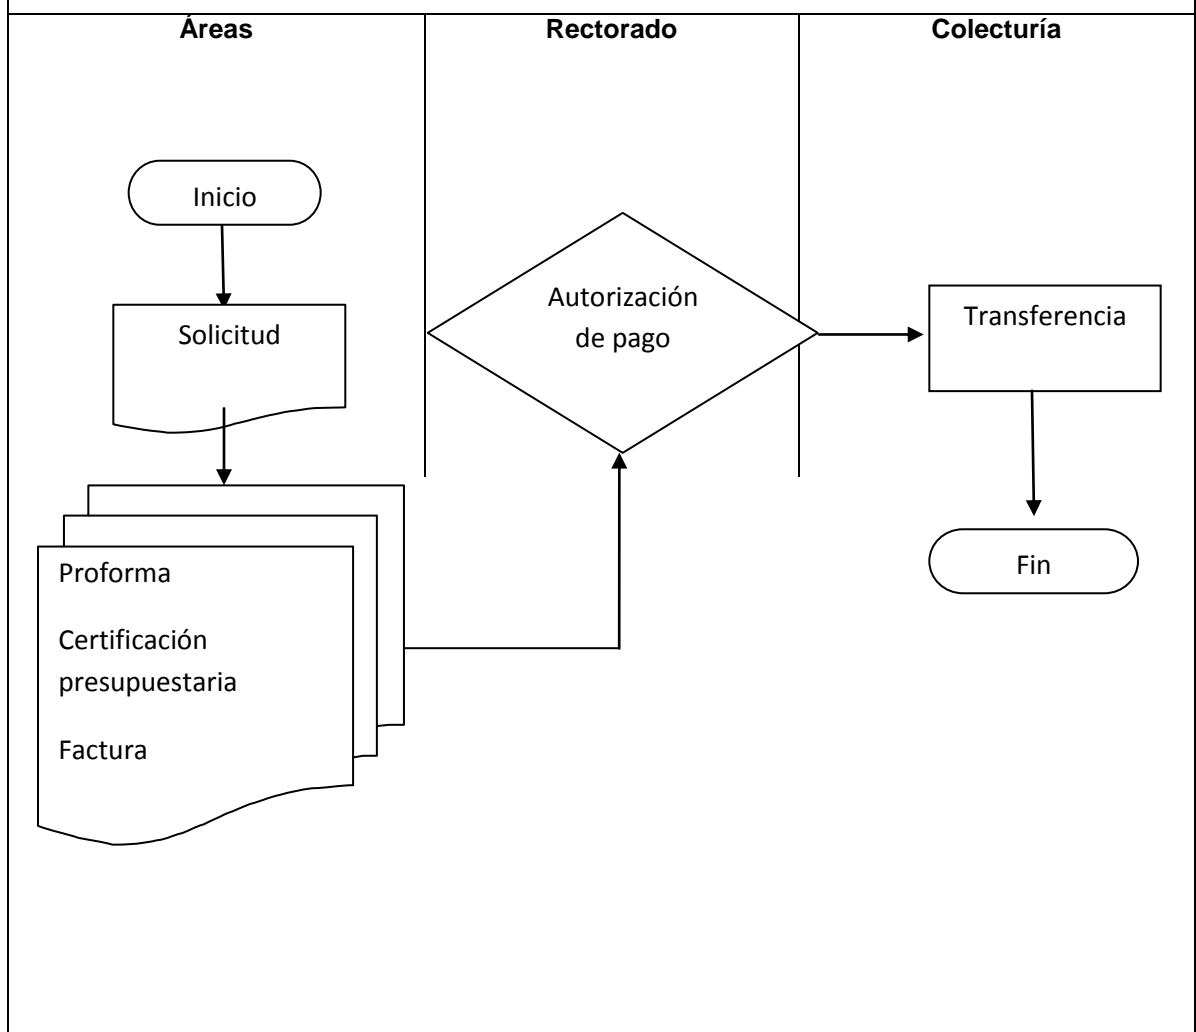 Áreas
Rectorado
Colecturía
Inicio
Solicitud
Proforma
Certificación
presupuestaria
Factura
Autorización
de pago
Transferencia
Fin